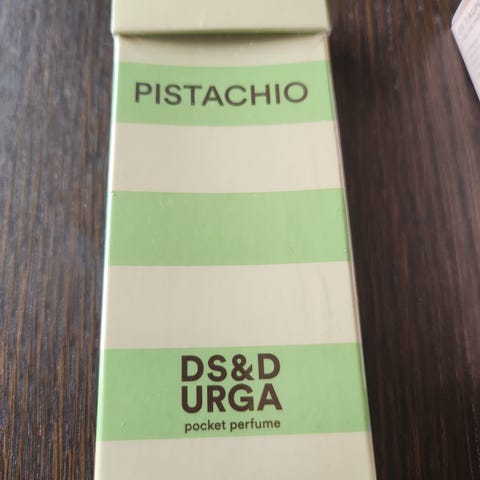 PISTACHIO
DS&D
URGA
pocket perfume